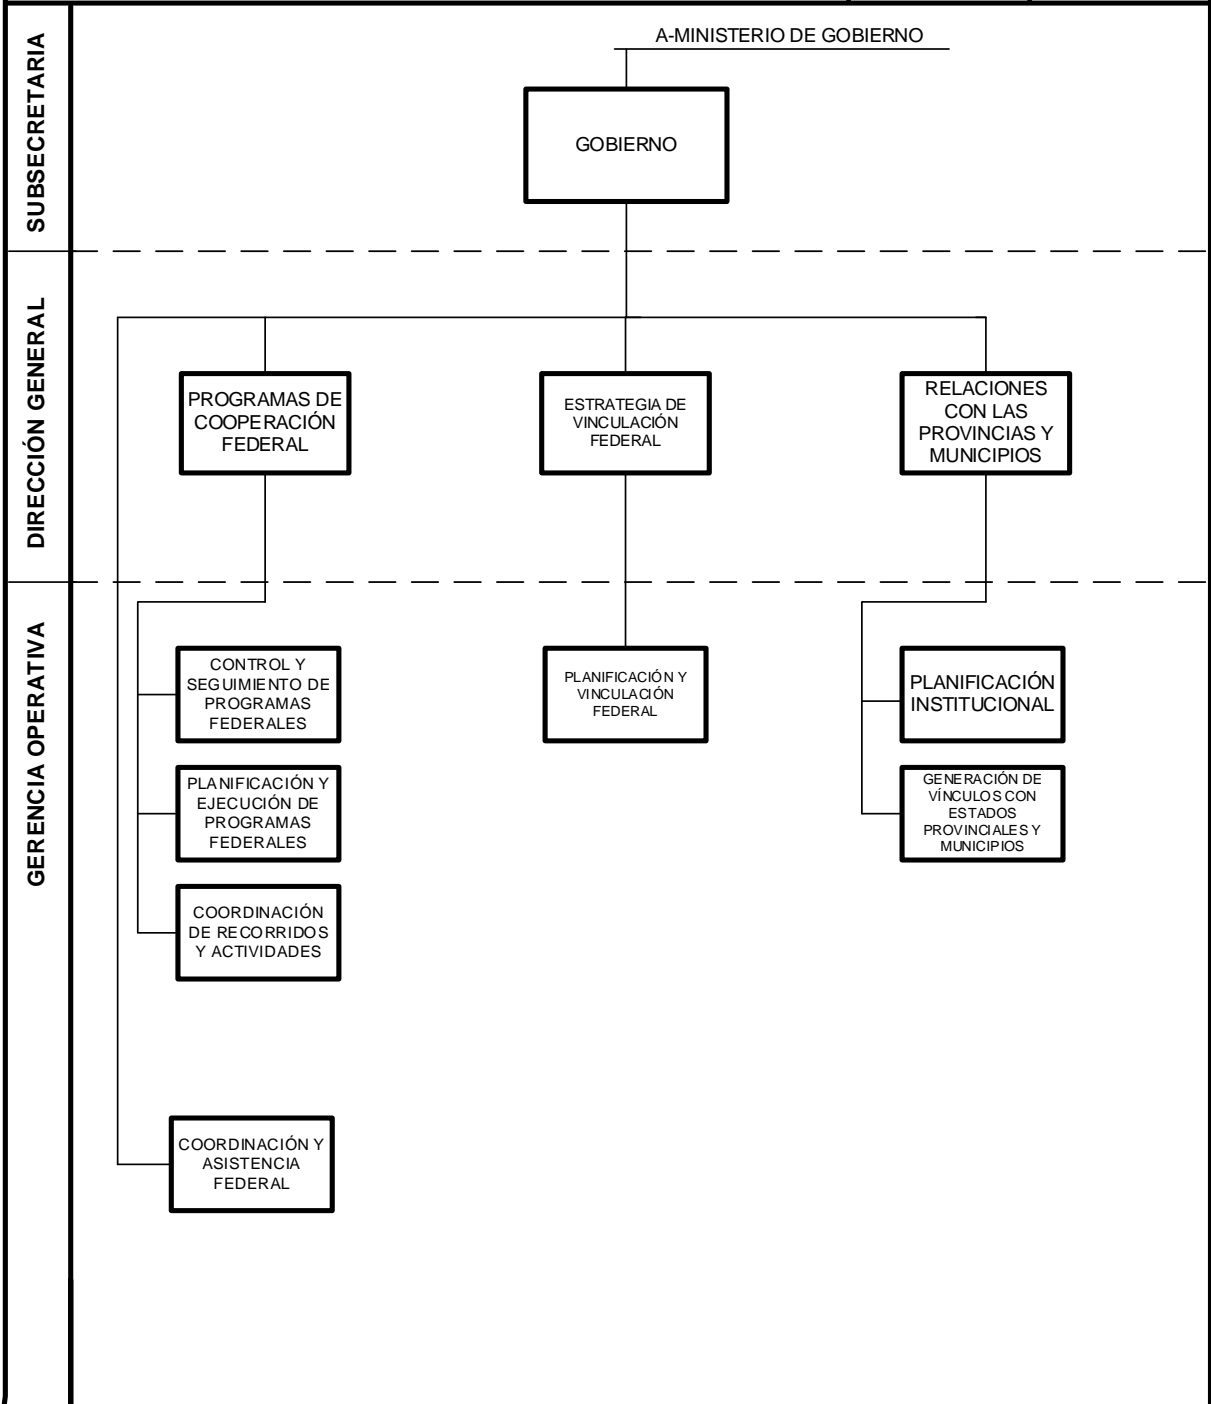 SUBSECRETARIA
A-MINISTERIO DE GOBIERNO
GOBIERNO
DIRECCIÓN GENERAL
PROGRAMAS DE
COOPERACIÓN
FEDERAL
ESTRATEGIA DE
VINCULACIÓN
FEDERAL
RELACIONES
CON LAS
PROVINCIAS Y
MUNICIPIOS
GERENCIA OPERATIVA
CONTROL Y
SEGUIMIENTO DE
PROGRAMAS
FEDERALES
PLANIFICACIÓN Y
VINCULACIÓN
FEDERAL
PLANIFICACIÓN
INSTITUCIONAL
PLANIFICACIÓN Y
EJECUCIÓN DE
PROGRAMAS
FEDERALES
GENERACIÓN DE
VÍNCULOS CON
ESTADOS
PROVINCIALES Y
MUNICIPIOS
COORDINACIÓN
DE RECORRIDOS
Y ACTIVIDADES
COORDINACIÓN Y
ASISTENCIA
FEDERAL